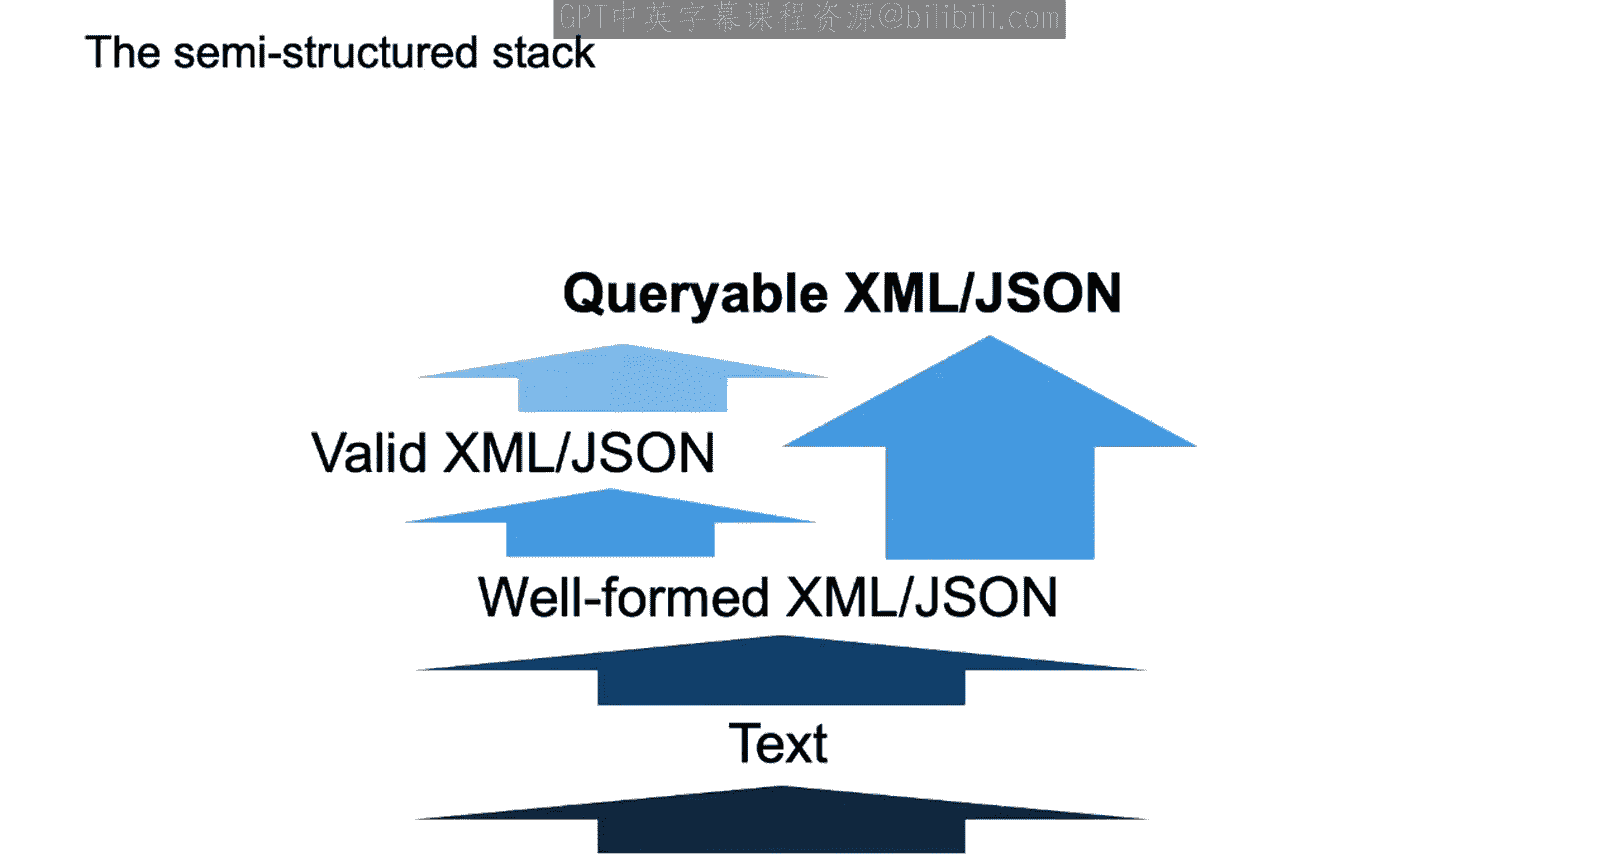 GPT中英字幕课程资源@bilibili.com
The semi-structured stack
Queryable XML/JSON
Valid XML/JSON
Well-formed XML/JSON
Text